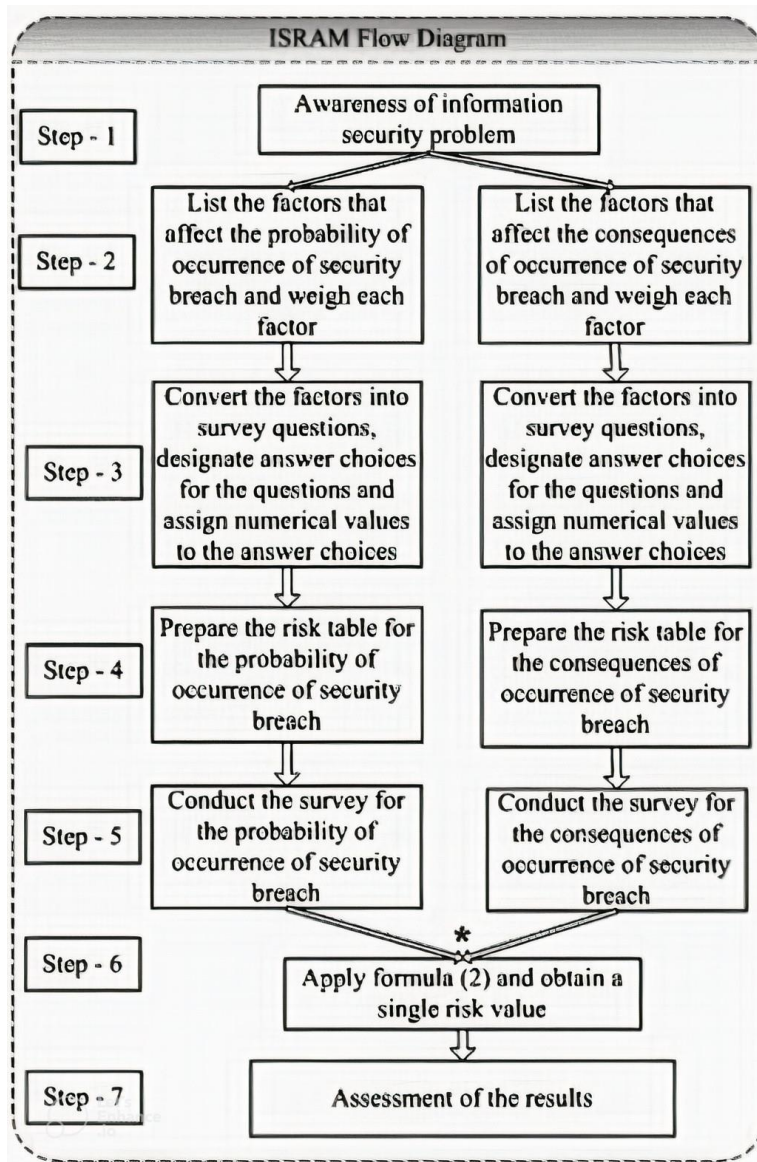 ISRAM Flow Diagram
Step - 1
Awareness of information
security problem
Step - 2
List the factors that
affect the probability of
occurrence of security
breach and weigh each
factor
List the factors that
affect the consequences
of occurrence of security
breach and weigh each
factor
Step - 3
Convert the factors into
survey questions,
designate answer choices
for the questions and
assign numerical values
to the answer choices
Convert the factors into
survey questions,
designate answer choices
for the questions and
assign numerical values
to the answer choices
Step - 4
Prepare the risk table for
the probability of
occurrence of security
breach
Prepare the risk table for
the consequences of
occurrence of security
breach
Step - 5
Conduct the survey for
the probability of
occurrence of security
breach
Conduct the survey for
the consequences of
occurrence of security
breach
*
Step - 6
Apply formula (2) and obtain a
single risk value
Step - 7
Assessment of the results
Let's
Enhance
.io